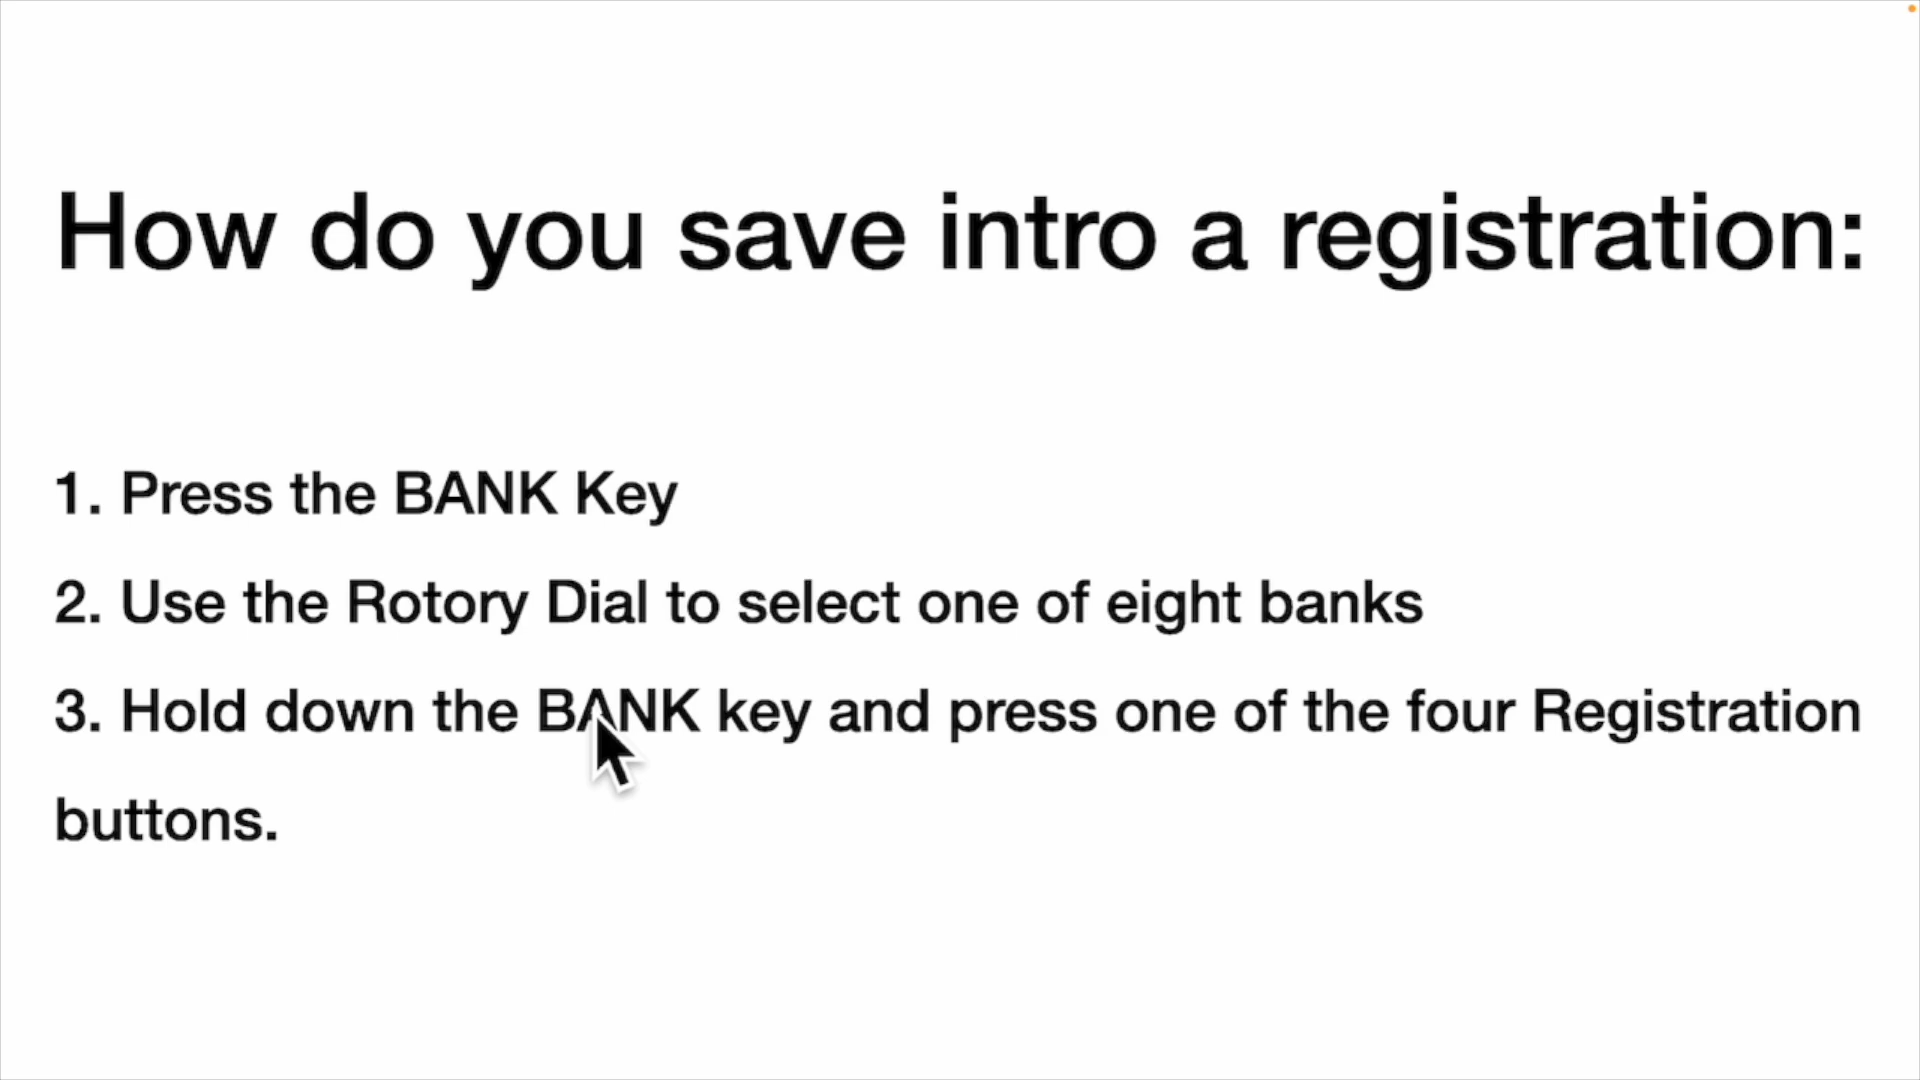 How do you save intro a registration:
1. Press the BANK Key
2. Use the Rotory Dial to select one of eight banks
3. Hold down the BANK key and press one of the four Registration
buttons.